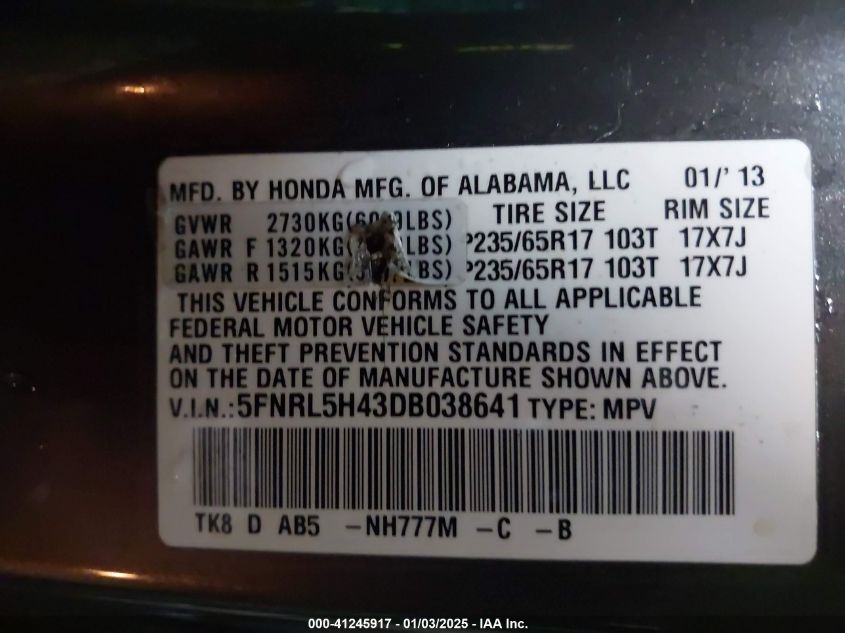 MFD. BY HONDA MFG. OF ALABAMA, LLC 01/' 13
GVWR 2730KG( LBS) TIRE SIZE RIM SIZE
GAWR F 1320KG( LBS) P235/65R17 103T 17X7J
GAWR R 1515KG( LBS) P235/65R17 103T 17X7J
THIS VEHICLE CONFORMS TO ALL APPLICABLE
FEDERAL MOTOR VEHICLE SAFETY
AND THEFT PREVENTION STANDARDS IN EFFECT
ON THE DATE OF MANUFACTURE SHOWN ABOVE.
V.I.N.:5FNRL5H43DB038641 TYPE: MPV
TK8 D AB5 -NH777M -C -B
000-41245917 - 01/03/2025 - IAA Inc.